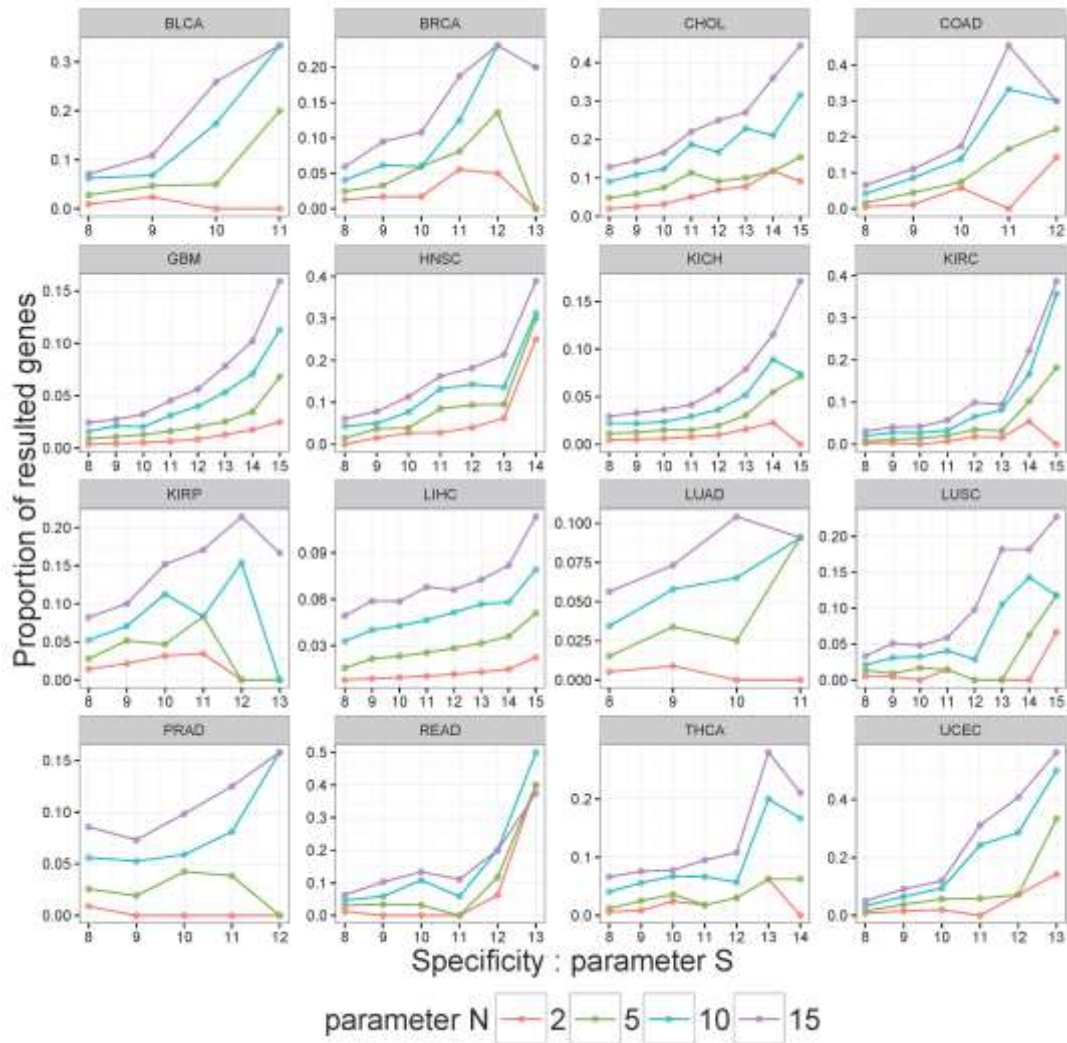 BLCA BRCA CHOL COAD
0.3 0.2 0.1 0.0
8 9 10 11
0.20 0.15 0.10 0.05 0.00
8 9 10 11 12 13
0.4 0.3 0.2 0.1 0.0
8 9 10 11 12 13 14 15
0.4 0.3 0.2 0.1 0.0
8 9 10 11 12
GBM HNSC KICH KIRC
0.15 0.10 0.05 0.00
8 9 10 11 12 13 14 15
0.4 0.3 0.2 0.1 0.0
8 9 10 11 12 13 14
0.15 0.10 0.05 0.00
8 9 10 11 12 13 14 15
0.4 0.3 0.2 0.1 0.0
8 9 10 11 12 13 14 15
KIRP LIHC LUAD LUSC
0.20 0.15 0.10 0.05 0.00
8 9 10 11 12 13
0.09 0.06 0.03
8 9 10 11 12 13 14 15
0.100 0.075 0.050 0.025 0.000
8 9 10 11
0.20 0.15 0.10 0.05 0.00
8 9 10 11 12 13 14 15
PRAD READ THCA UCEC
0.15 0.10 0.05 0.00
8 9 10 11 12
0.5 0.4 0.3 0.2 0.1 0.0
8 9 10 11 12 13
0.2 0.1 0.0
8 9 10 11 12 13 14
0.4 0.2 0.0
8 9 10 11 12 13
Proportion of resulted genes
Specificity : parameter S
parameter N 2 5 10 15